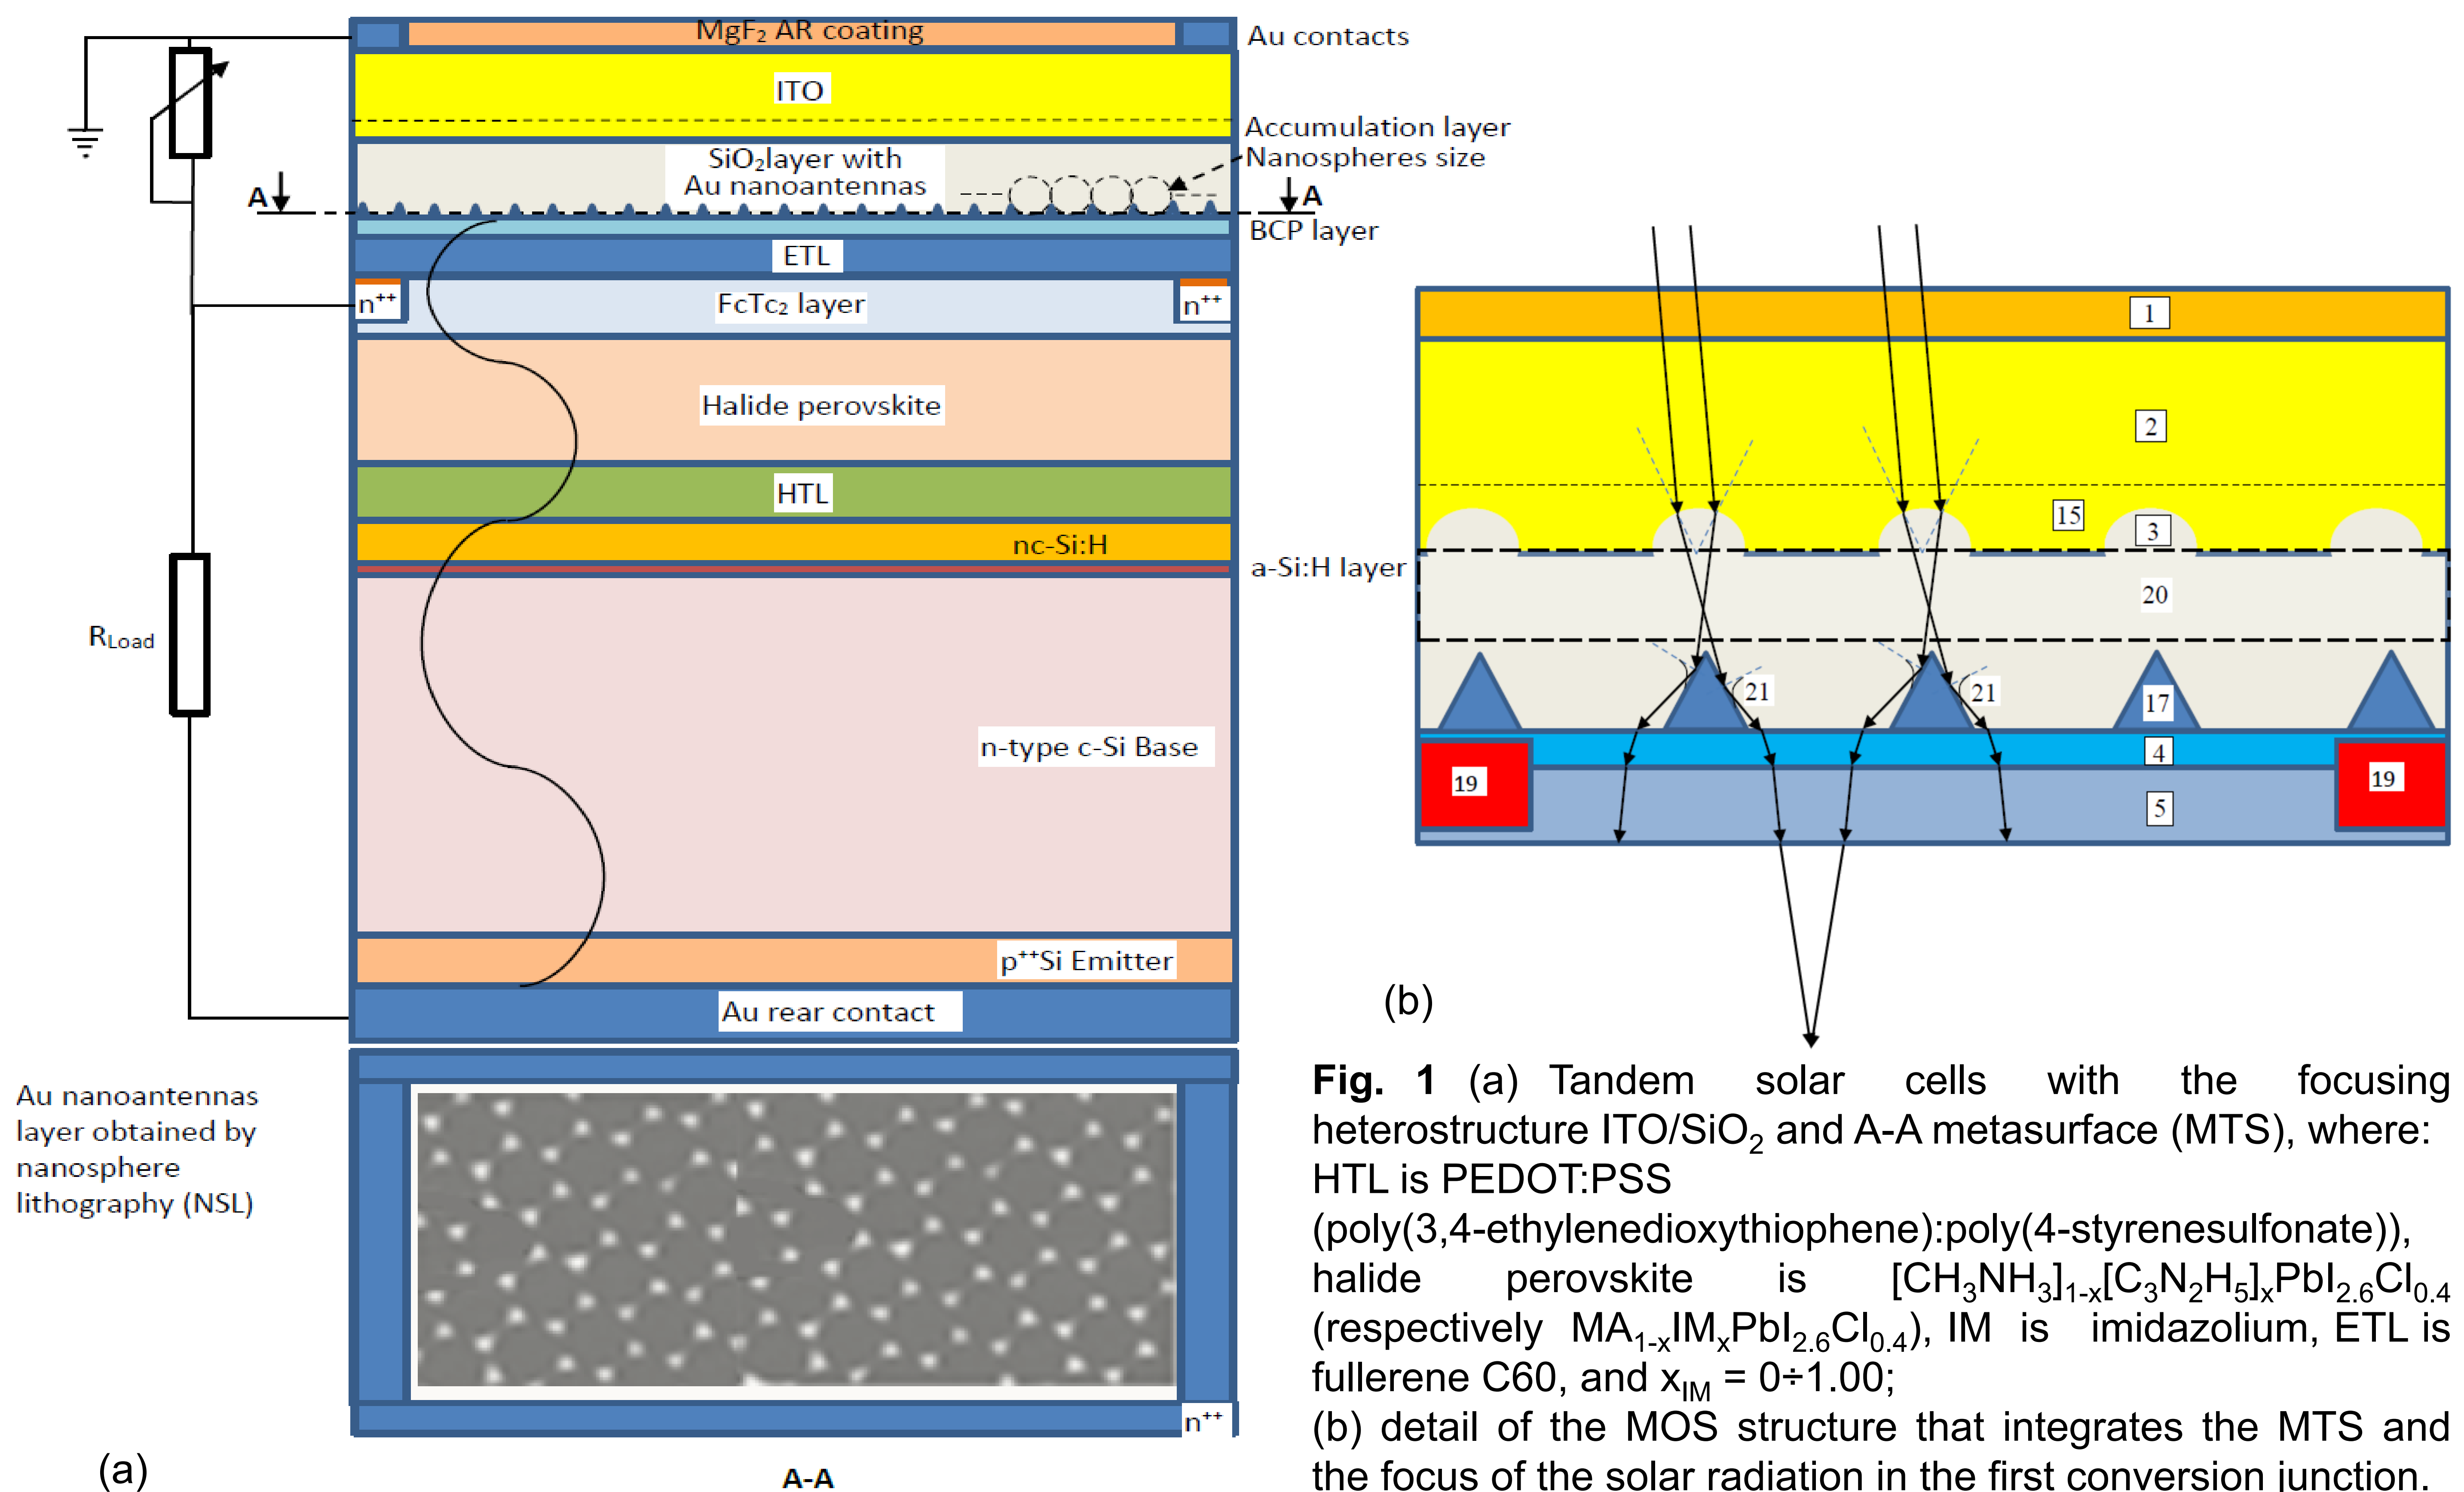 MgF₂ AR coating
Au contacts
ITO
Accumulation layer
SiO₂layer with
Au nanoantennas
Nanospheres size
A
A
BCP layer
ETL
n⁺⁺
FcTc₂ layer
n⁺⁺
Halide perovskite
HTL
nc-Si:H
a-Si:H layer
R_Load
n-type c-Si Base
p⁺⁺Si Emitter
Au rear contact
Au nanoantennas
layer obtained by
nanosphere
lithography (NSL)
n⁺⁺
(a)
A-A
1
2
15
3
20
21
21
17
4
19
19
5
(b)
Fig. 1 (a) Tandem solar cells with the focusing
heterostructure ITO/SiO₂ and A-A metasurface (MTS), where:
HTL is PEDOT:PSS
(poly(3,4-ethylenedioxythiophene):poly(4-styrenesulfonate)),
halide perovskite is [CH₃NH₃]₁₋ₓ[C₃N₂H₅]ₓPbI₂.₆Cl₀.₄
(respectively MA₁₋ₓIMₓPbI₂.₆Cl₀.₄), IM is imidazolium, ETL is
fullerene C60, and x_IM = 0÷1.00;
(b) detail of the MOS structure that integrates the MTS and
the focus of the solar radiation in the first conversion junction.